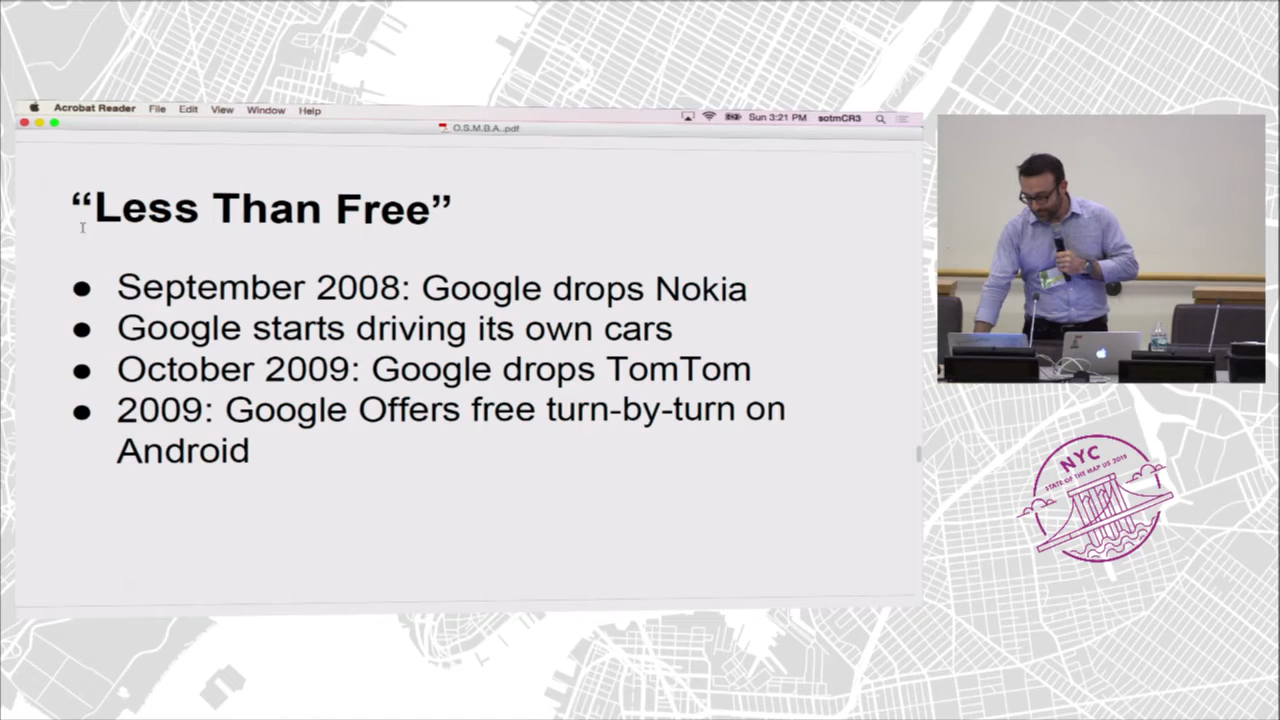 Acrobat Reader File Edit View Window Help
Sun 3:21 PM sotmCR3
O.S.M.B.A..pdf
“Less Than Free”
● September 2008: Google drops Nokia
● Google starts driving its own cars
● October 2009: Google drops TomTom
● 2009: Google Offers free turn-by-turn on
Android
NYC
STATE OF THE MAP US 2015